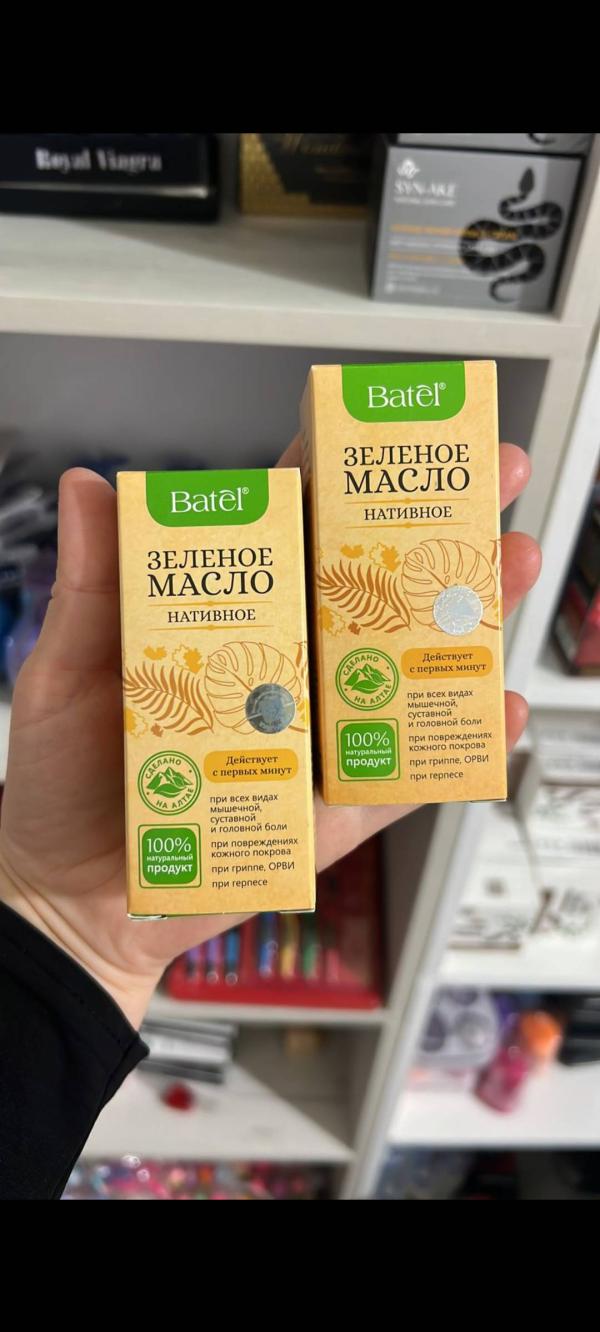 Royal Viagra
SYN-AKE
Batēl®
ЗЕЛЕНОЕ
МАСЛО
НАТИВНОЕ
СДЕЛАНО
НА АЛТАЕ
Действует
с первых минут
100%
натуральный
продукт
при всех видах
мышечной,
суставной
и головной боли
при повреждениях
кожного покрова
при гриппе, ОРВИ
при герпесе
Batēl®
ЗЕЛЕНОЕ
МАСЛО
НАТИВНОЕ
СДЕЛАНО
НА АЛТАЕ
Действует
с первых минут
100%
натуральный
продукт
при всех видах
мышечной,
суставной
и головной боли
при повреждениях
кожного покрова
при гриппе, ОРВИ
при герпесе